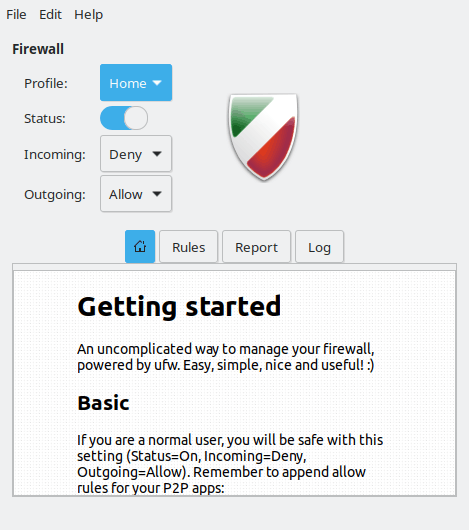 File Edit Help
Firewall
Profile: Home
Status:
Incoming: Deny
Outgoing: Allow
Rules Report Log
Getting started
An uncomplicated way to manage your firewall,
powered by ufw. Easy, simple, nice and useful! :)
Basic
If you are a normal user, you will be safe with this
setting (Status=On, Incoming=Deny,
Outgoing=Allow). Remember to append allow
rules for your P2P apps: